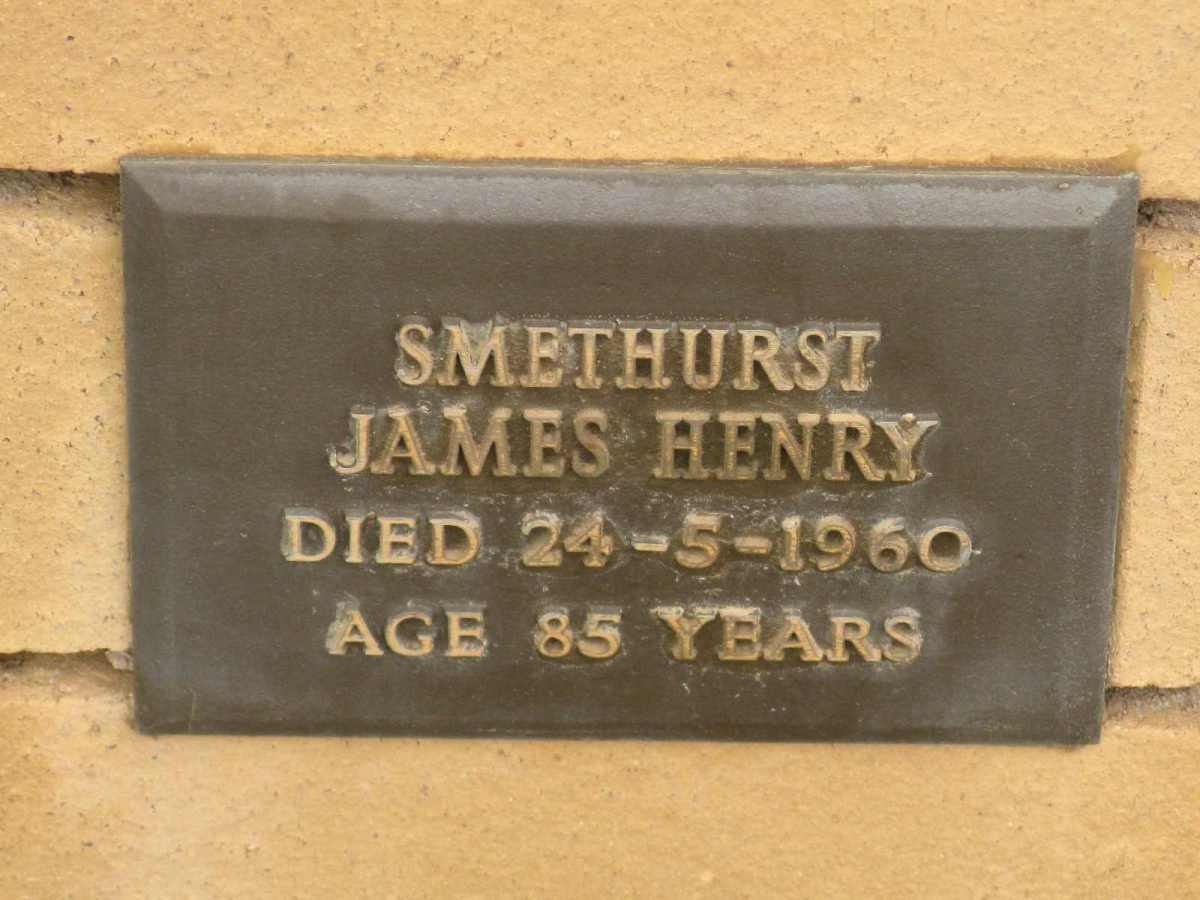 SMETHURST
JAMES HENRY
DIED 24-5-1960
AGE 85 YEARS